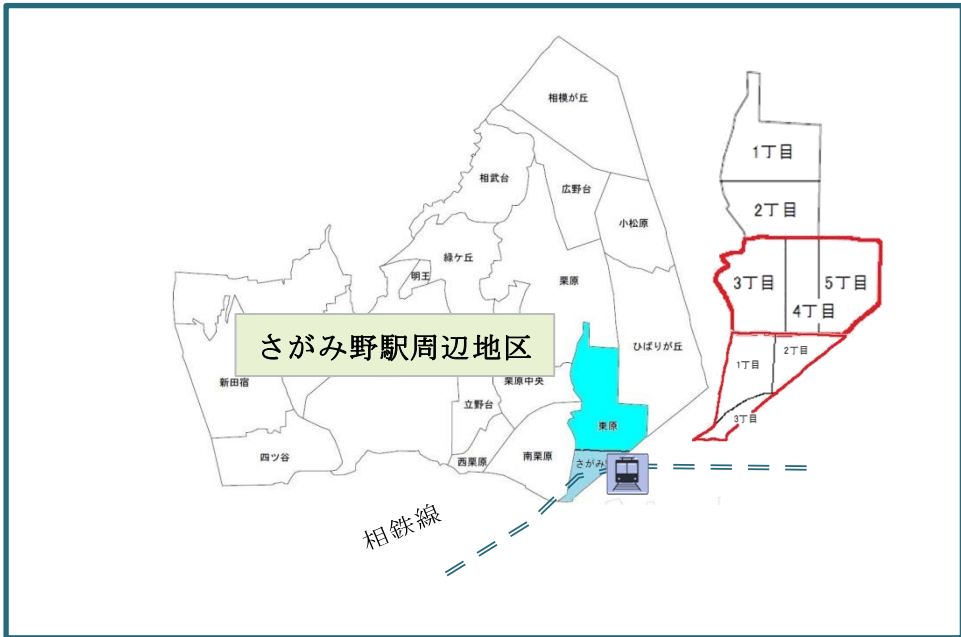 相模が丘
相武台
広野台
小松原
緑ケ丘
明王
栗原
さがみ野駅周辺地区
ひばりが丘
新田宿
栗原中央
立野台
東原
四ツ谷
西栗原
南栗原
さがみ
相鉄線
1丁目
2丁目
3丁目
4丁目
5丁目
1丁目
2丁目
3丁目